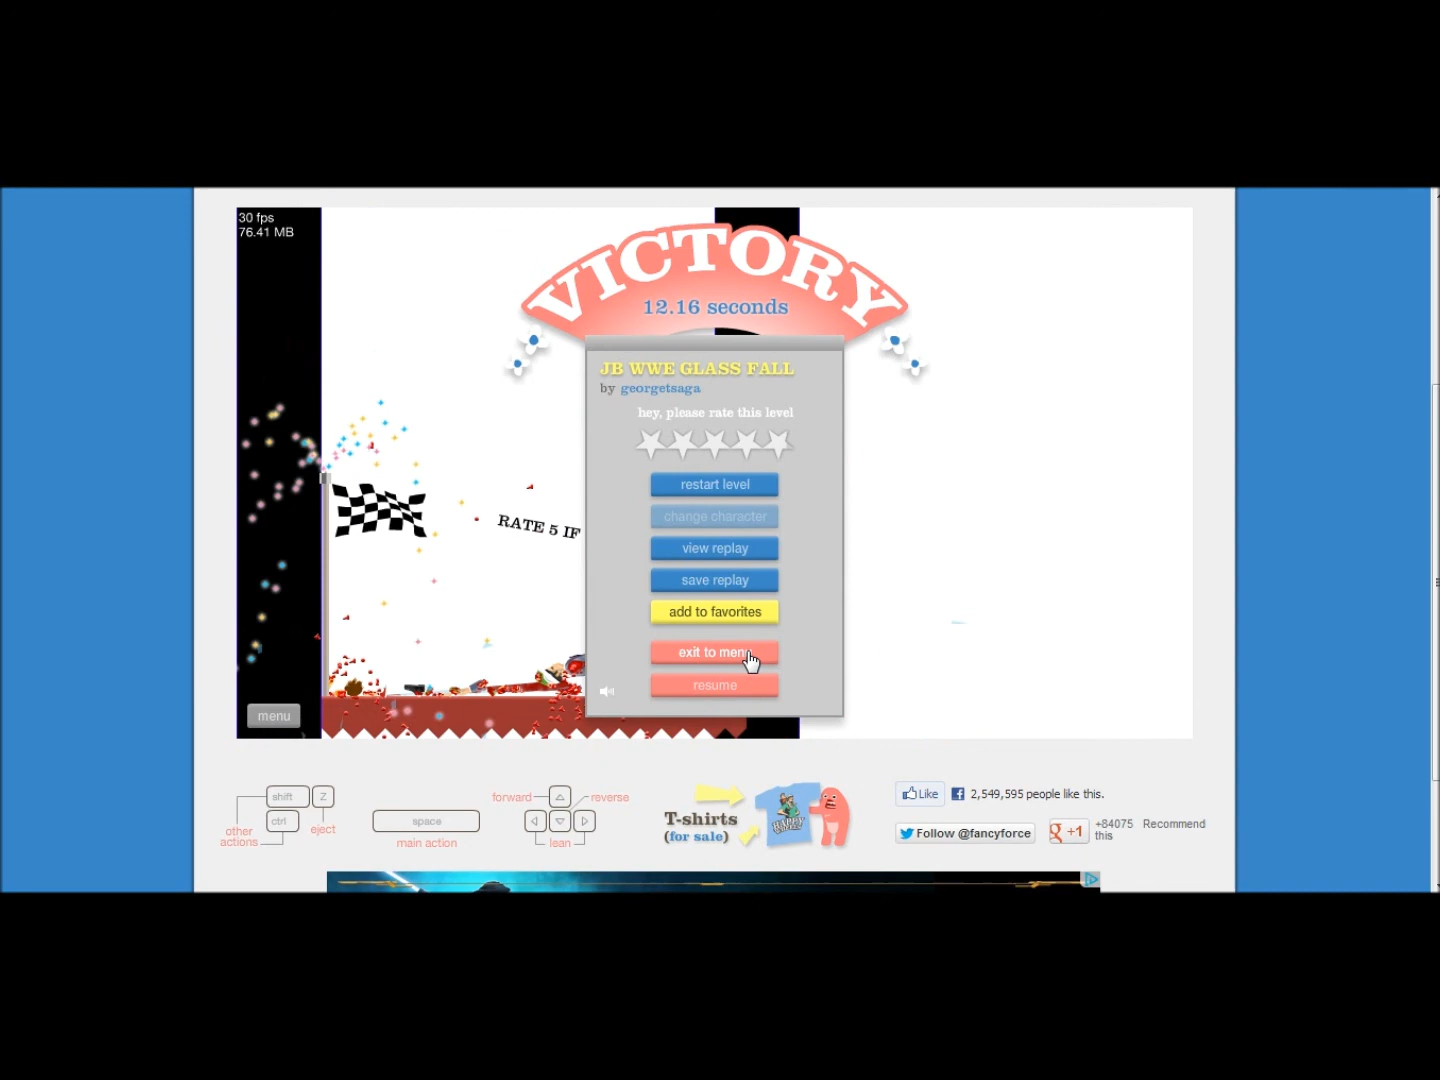 30 fps
76.41 MB
VICTORY
12.16 seconds
JB WWE GLASS FALL
by georgetsaga
hey, please rate this level
restart level
change character
view replay
save replay
add to favorites
exit to menu
resume
RATE 5 IF
menu
shift
Z
ctrl
other
actions
eject
space
main action
forward
reverse
lean
T-shirts
(for sale)
Like
2,549,595 people like this.
Follow @fancyforce
+1
+84075 Recommend
this